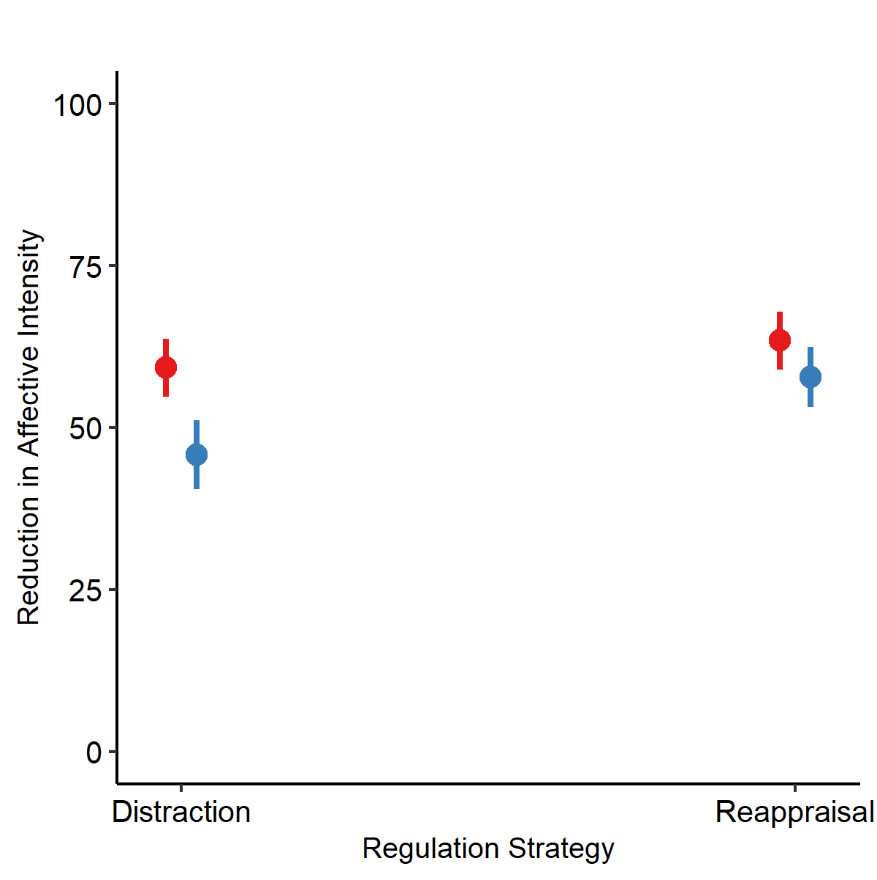 100
75
50
25
0
Reduction in Affective Intensity
Distraction
Reappraisal
Regulation Strategy